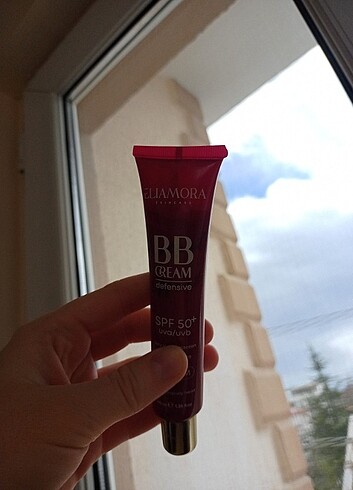 ELIAMORA
SKINCARE
BB
CREAM
defensive
SPF 50+
uva/uvb